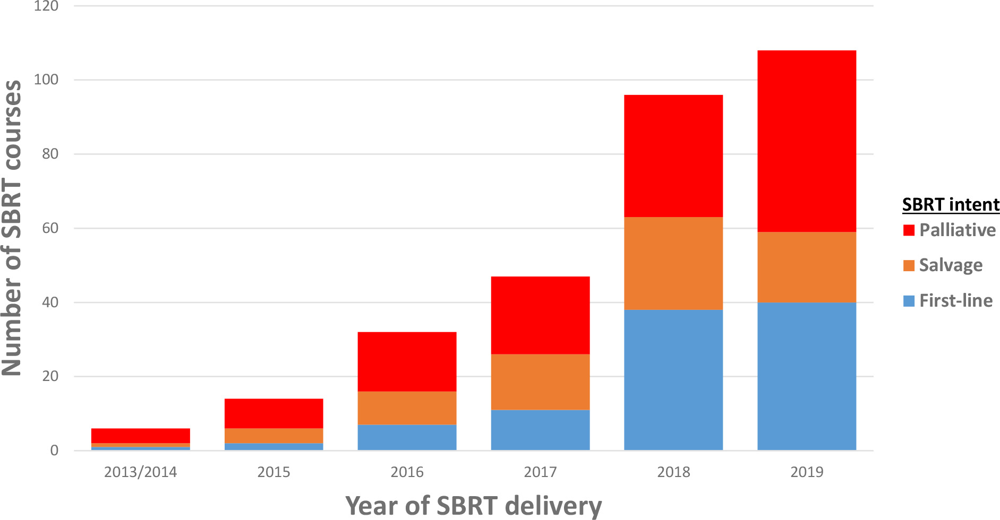 120
100
80
60
40
20
0
Number of SBRT courses
2013/2014
2015
2016
2017
2018
2019
Year of SBRT delivery
SBRT intent
Palliative
Salvage
First-line